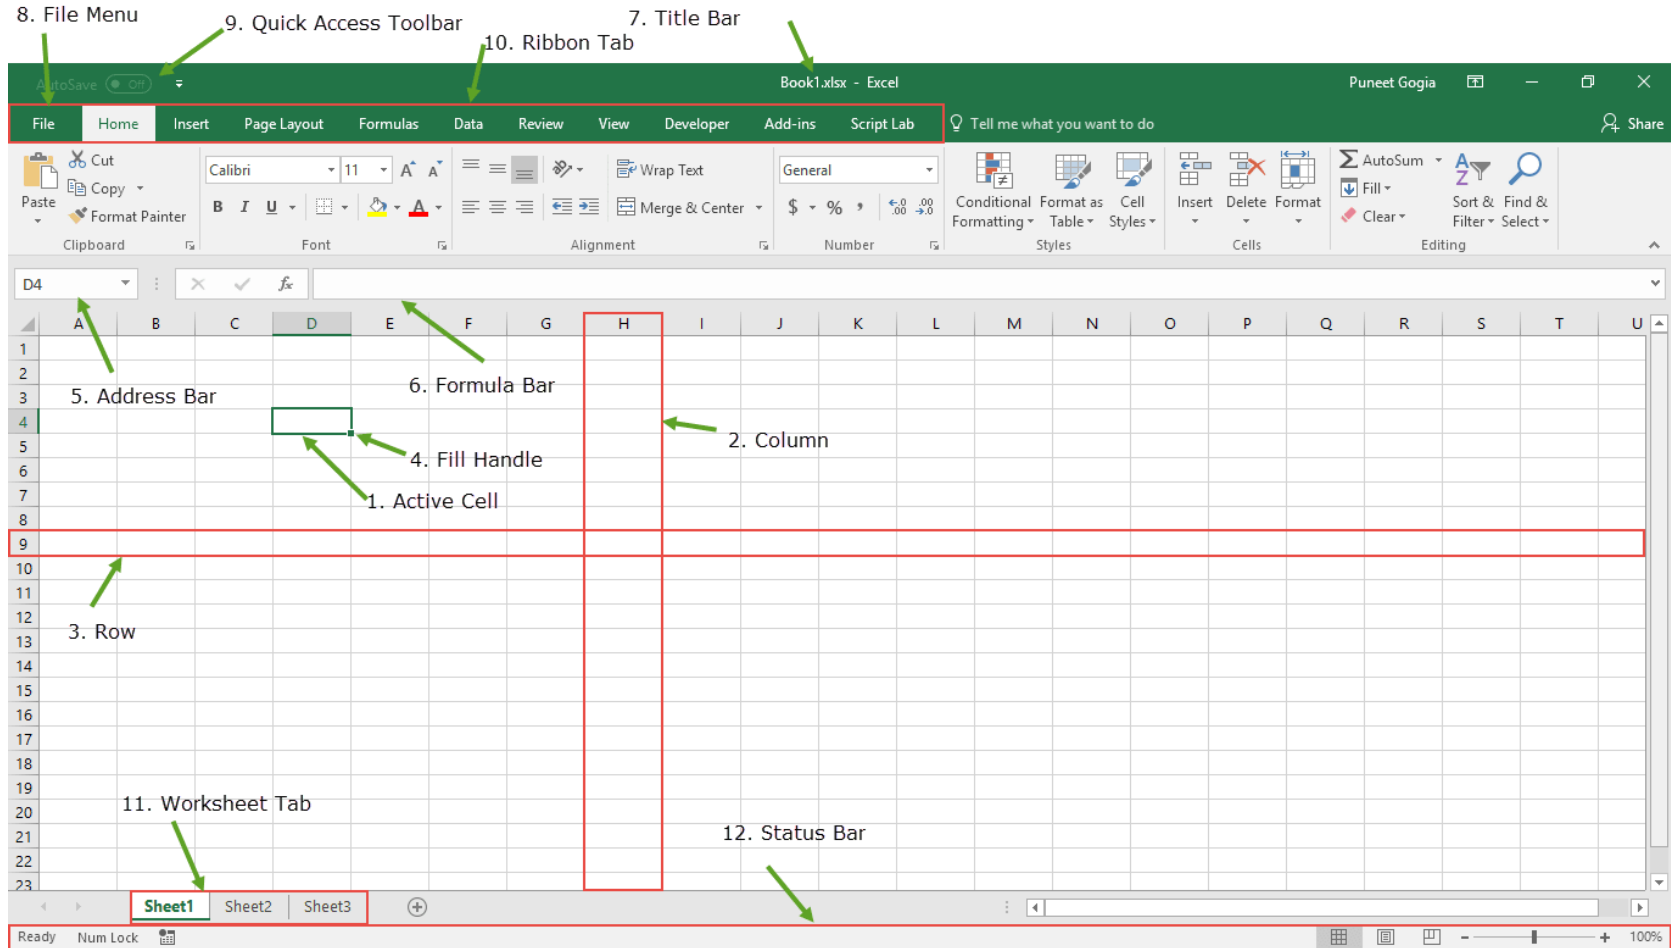 8. File Menu
9. Quick Access Toolbar
7. Title Bar
10. Ribbon Tab
AutoSave Off
Book1.xlsx - Excel
Puneet Gogia
File Home Insert Page Layout Formulas Data Review View Developer Add-ins Script Lab Tell me what you want to do Share
Paste
Cut
Copy
Format Painter
Clipboard
Calibri 11
B I U
Font
Wrap Text
Merge & Center
Alignment
General
$ % ,
Number
Conditional Formatting
Format as Table
Cell Styles
Styles
Insert Delete Format
Cells
AutoSum
Fill
Clear
Sort & Filter
Find & Select
Editing
D4 fx
A B C D E F G H I J K L M N O P Q R S T U
1
2
3
4
5
6
7
8
9
10
11
12
13
14
15
16
17
18
19
20
21
22
23
5. Address Bar
6. Formula Bar
2. Column
4. Fill Handle
1. Active Cell
3. Row
11. Worksheet Tab
12. Status Bar
Sheet1 Sheet2 Sheet3
Ready Num Lock 100%